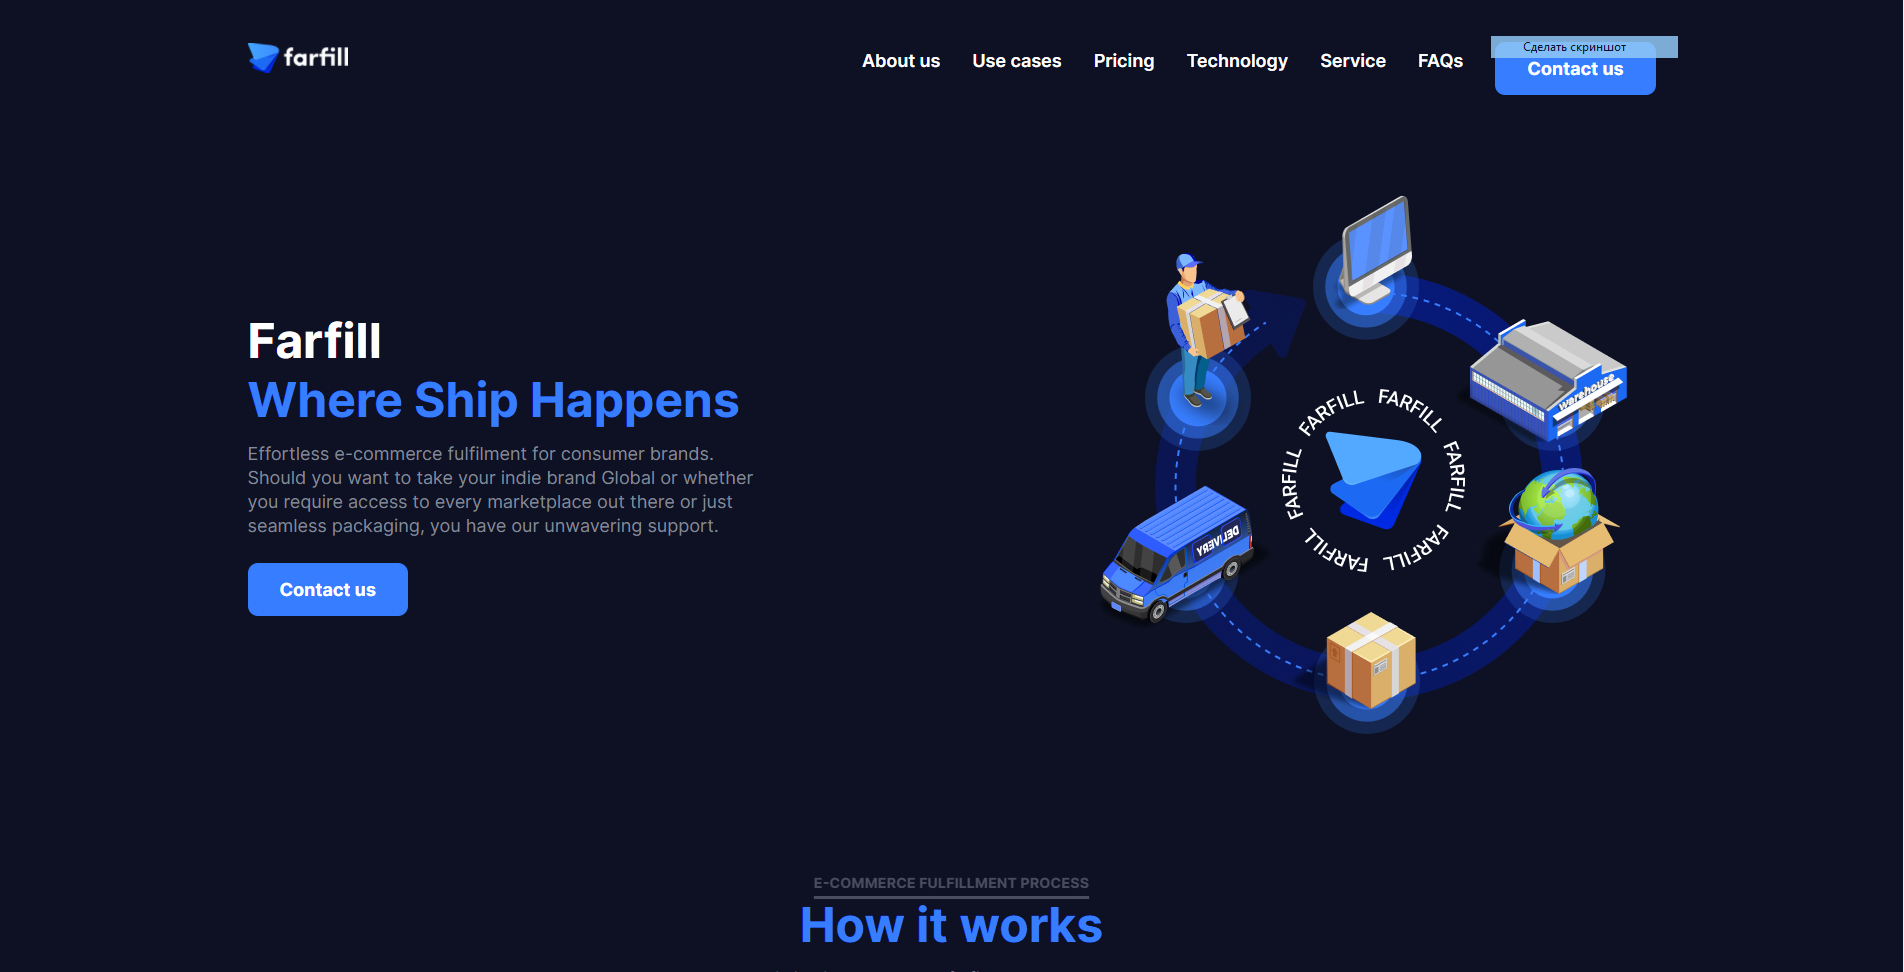 farfill
About us
Use cases
Pricing
Technology
Service
FAQs
Сделать скриншот
Contact us
Farfill
Where Ship Happens
Effortless e-commerce fulfilment for consumer brands.
Should you want to take your indie brand Global or whether
you require access to every marketplace out there or just
seamless packaging, you have our unwavering support.
Contact us
warehouse
DELIVERY
FARFILL FARFILL FARFILL FARFILL FARFILL FARFILL FARFILL
E-COMMERCE FULFILLMENT PROCESS
How it works